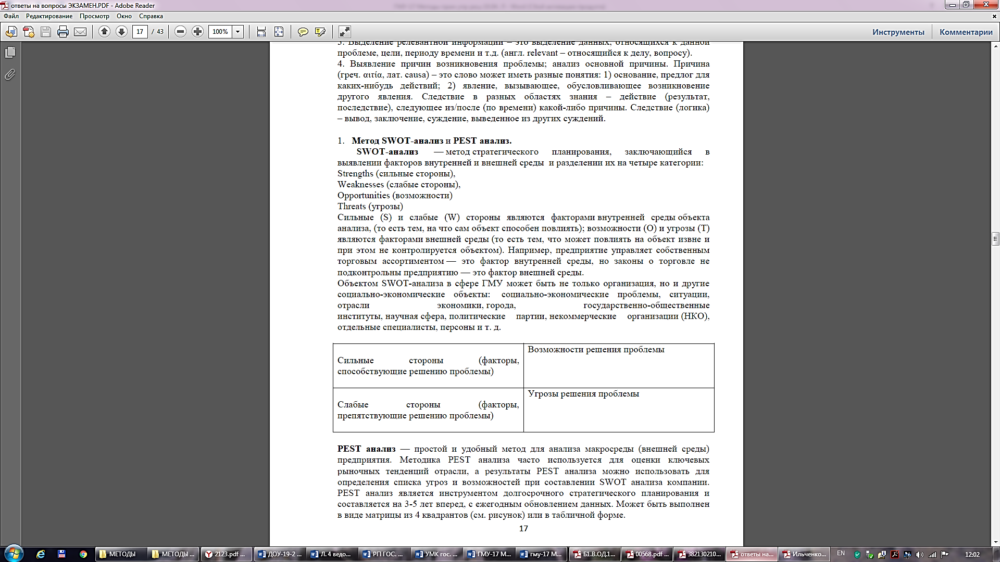 ответы на вопросы ЭКЗАМЕН.PDF - Adobe Reader
Файл Редактирование Просмотр Окно Справка
17 / 43 100% Инструменты Комментарии
3. Выделение релевантной информации – это выделение данных, относящихся к данной
проблеме, цели, периоду времени и т.д. (англ. relevant – относящийся к делу, вопросу).
4. Выявление причин возникновения проблемы; анализ основной причины. Причина
(греч. αιτία, лат. causa) – это слово может иметь разные понятия: 1) основание, предлог для
каких-нибудь действий; 2) явление, вызывающее, обусловливающее возникновение
другого явления. Следствие в разных областях знания – действие (результат,
последствие), следующее из/после (по времени) какой-либо причины. Следствие (логика)
– вывод, заключение, суждение, выведенное из других суждений.
1. Метод SWOT-анализ и PEST анализ.
SWOT-анализ — метод стратегического планирования, заключающийся в
выявлении факторов внутренней и внешней среды и разделении их на четыре категории:
Strengths (сильные стороны),
Weaknesses (слабые стороны),
Opportunities (возможности)
Threats (угрозы)
Сильные (S) и слабые (W) стороны являются факторами внутренней среды объекта
анализа, (то есть тем, на что сам объект способен повлиять); возможности (O) и угрозы (T)
являются факторами внешней среды (то есть тем, что может повлиять на объект извне и
при этом не контролируется объектом). Например, предприятие управляет собственным
торговым ассортиментом — это фактор внутренней среды, но законы о торговле не
подконтрольны предприятию — это фактор внешней среды.
Объектом SWOT-анализа в сфере ГМУ может быть не только организация, но и другие
социально-экономические объекты: социально-экономические проблемы, ситуации,
отрасли экономики, города, государственно-общественные
институты, научная сфера, политические партии, некоммерческие организации (НКО),
отдельные специалисты, персоны и т. д.
Сильные стороны (факторы,
способствующие решению проблемы)
Возможности решения проблемы
Слабые стороны (факторы,
препятствующие решению проблемы)
Угрозы решения проблемы
PEST анализ — простой и удобный метод для анализа макросреды (внешней среды)
предприятия. Методика PEST анализа часто используется для оценки ключевых
рыночных тенденций отрасли, а результаты PEST анализа можно использовать для
определения списка угроз и возможностей при составлении SWOT анализа компании.
PEST анализ является инструментом долгосрочного стратегического планирования и
составляется на 3-5 лет вперед, с ежегодным обновлением данных. Может быть выполнен
в виде матрицы из 4 квадрантов (см. рисунок) или в табличной форме.
17
МЕТОДЫ МЕТОДЫ ... 2123.pdf ... ДОУ-19-2 ... Л. 4 ведо... РП ГОС. ... УМК гос. ... ГМУ-17 М... гму-17 М... Б1.В.ОД.1... 00568.pdf ... 382130210... ответы на... Ильченко... EN 12:02